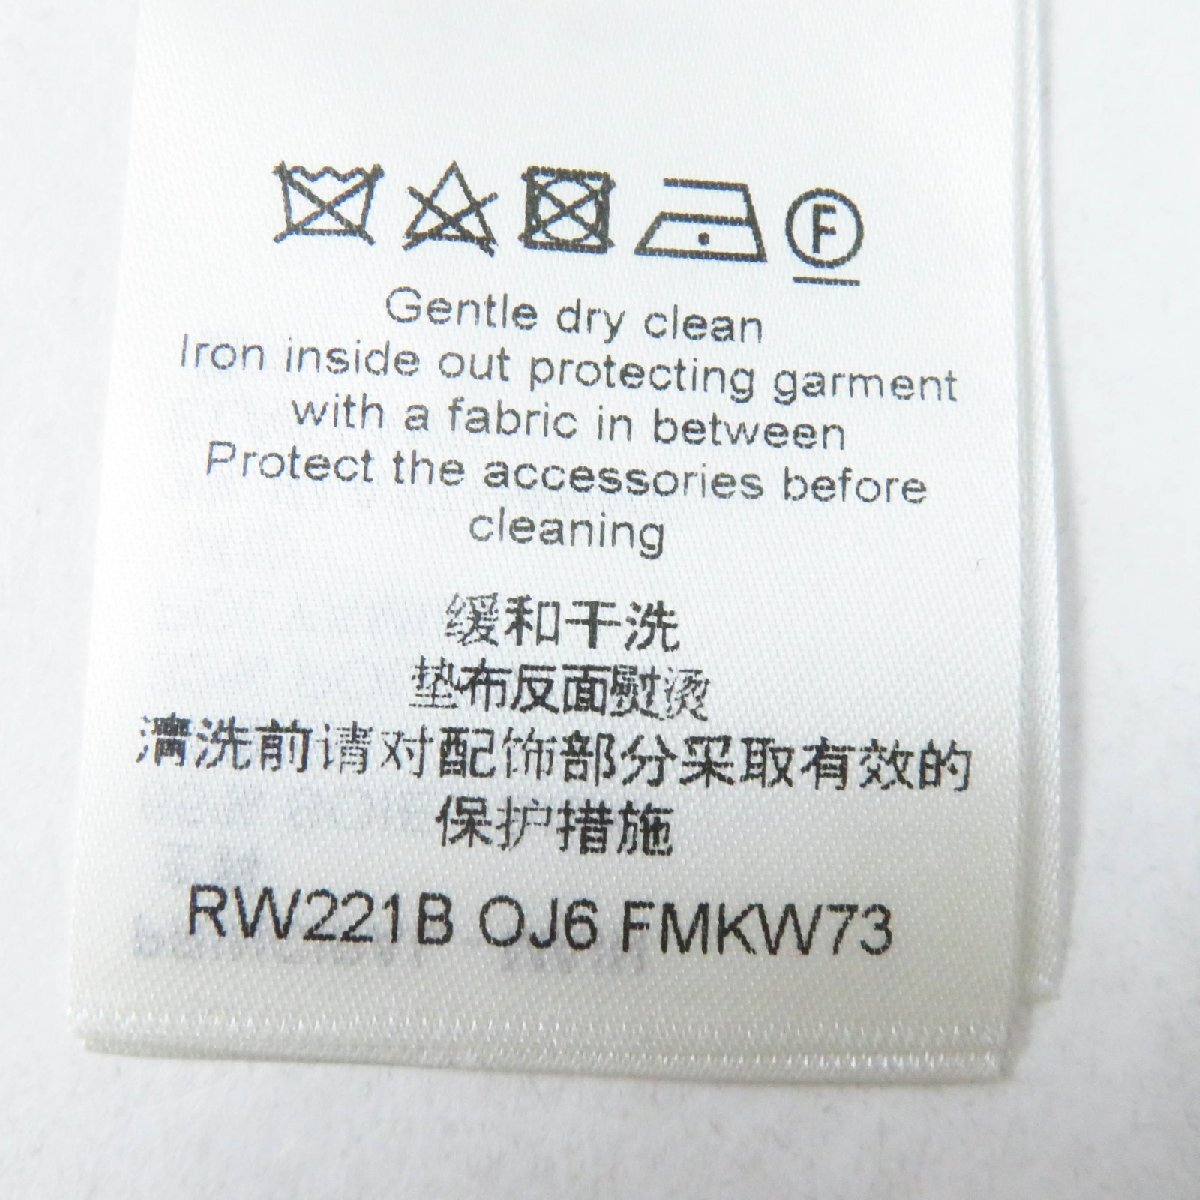 F
Gentle dry clean
Iron inside out protecting garment
with a fabric in between
Protect the accessories before
cleaning
缓和干洗
垫布反面熨烫
清洗前请对配饰部分采取有效的
保护措施
RW221B OJ6 FMKW73